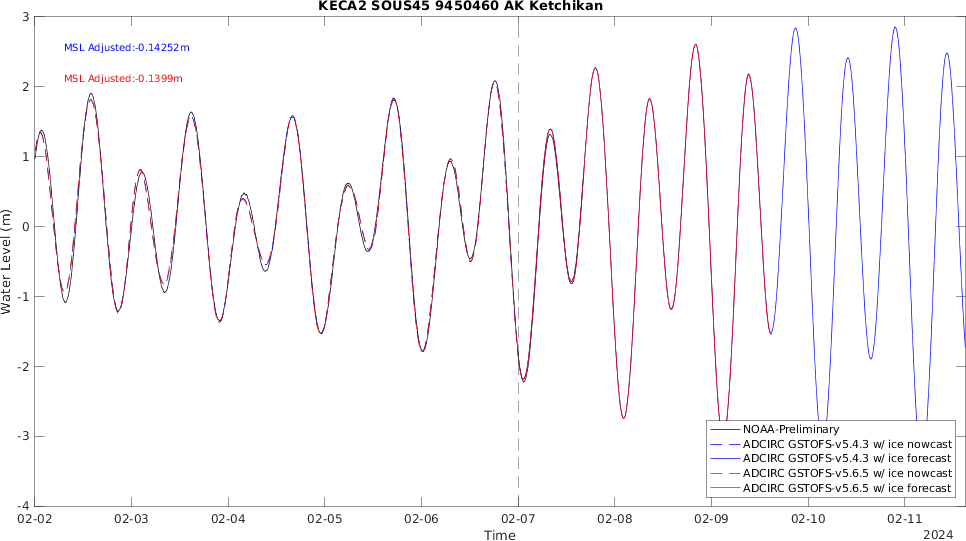 KECA2 SOUS45 9450460 AK Ketchikan
MSL Adjusted:-0.14252m
MSL Adjusted:-0.1399m
3
2
1
0
-1
-2
-3
-4
Water Level (m)
NOAA-Preliminary
ADCIRC GSTOFS-v5.4.3 w/ ice nowcast
ADCIRC GSTOFS-v5.4.3 w/ ice forecast
ADCIRC GSTOFS-v5.6.5 w/ ice nowcast
ADCIRC GSTOFS-v5.6.5 w/ ice forecast
02-02 02-03 02-04 02-05 02-06 02-07 02-08 02-09 02-10 02-11
Time
2024